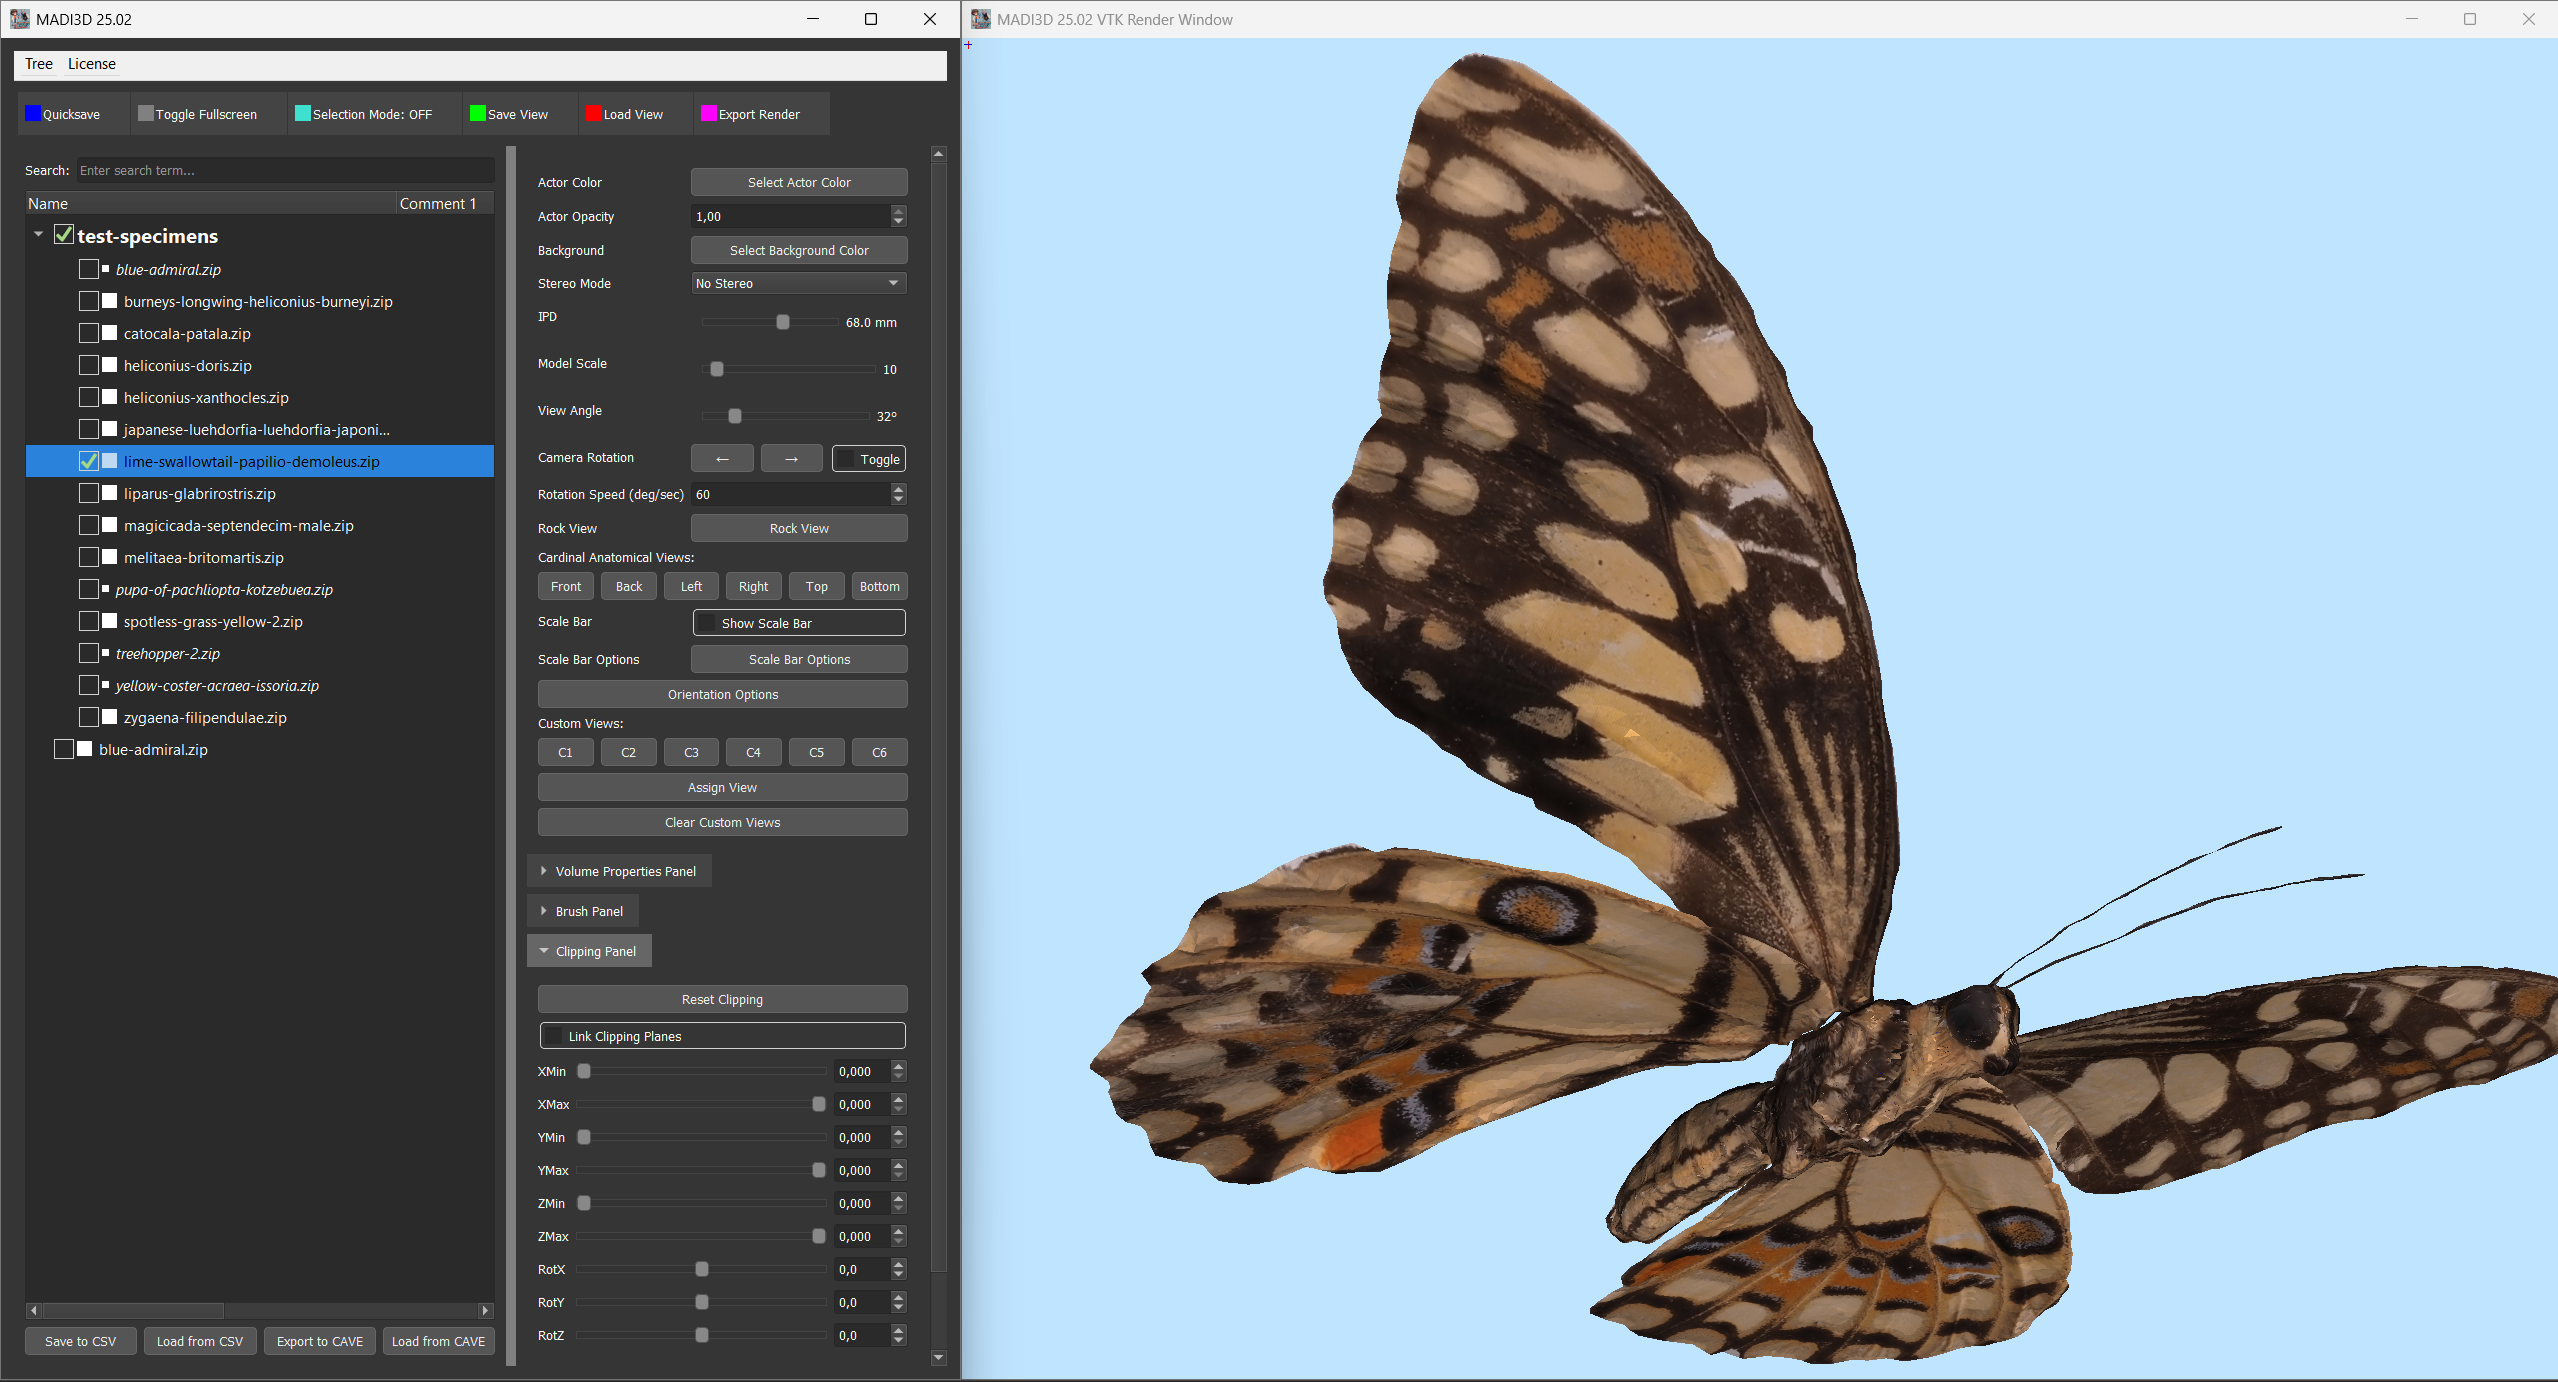 MADI3D 25.02
MADI3D 25.02 VTK Render Window
Tree License
Quicksave Toggle Fullscreen Selection Mode: OFF Save View Load View Export Render
Search: Enter search term...
Name Comment 1
test-specimens
blue-admiral.zip
burneys-longwing-heliconius-burneyi.zip
catocala-patala.zip
heliconius-doris.zip
heliconius-xanthocles.zip
japanese-luehdorfia-luehdorfia-japoni...
lime-swallowtail-papilio-demoleus.zip
liparus-glabrirostris.zip
magicicada-septendecim-male.zip
melitaea-britomartis.zip
pupa-of-pachliopta-kotzebuea.zip
spotless-grass-yellow-2.zip
treehopper-2.zip
yellow-coster-acraea-issoria.zip
zygaena-filipendulae.zip
blue-admiral.zip
Save to CSV Load from CSV Export to CAVE Load from CAVE
Actor Color Select Actor Color
Actor Opacity 1,00
Background Select Background Color
Stereo Mode No Stereo
IPD 68.0 mm
Model Scale 10
View Angle 32º
Camera Rotation ← → Toggle
Rotation Speed (deg/sec) 60
Rock View Rock View
Cardinal Anatomical Views:
Front Back Left Right Top Bottom
Scale Bar Show Scale Bar
Scale Bar Options Scale Bar Options
Orientation Options
Custom Views:
C1 C2 C3 C4 C5 C6
Assign View
Clear Custom Views
Volume Properties Panel
Brush Panel
Clipping Panel
Reset Clipping
Link Clipping Planes
XMin 0,000
XMax 0,000
YMin 0,000
YMax 0,000
ZMin 0,000
ZMax 0,000
RotX 0,0
RotY 0,0
RotZ 0,0